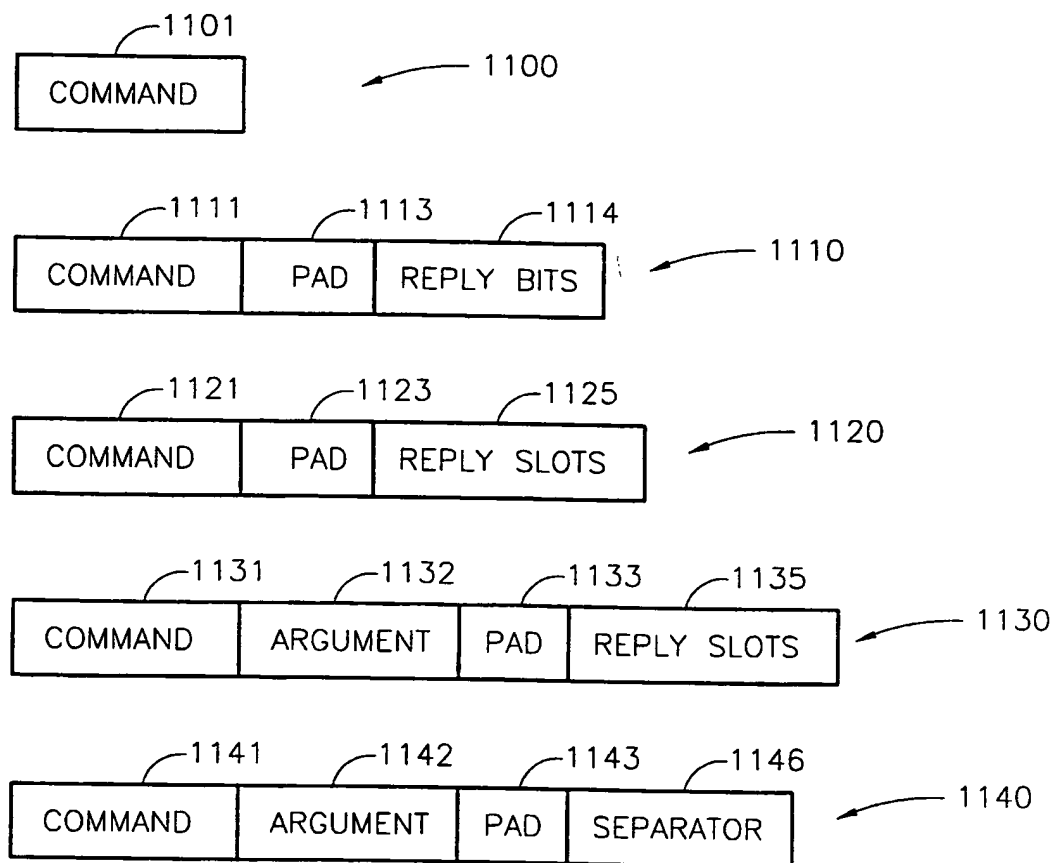 1101
COMMAND
1100
1111 1113 1114
COMMAND PAD REPLY BITS
1110
1121 1123 1125
COMMAND PAD REPLY SLOTS
1120
1131 1132 1133 1135
COMMAND ARGUMENT PAD REPLY SLOTS
1130
1141 1142 1143 1146
COMMAND ARGUMENT PAD SEPARATOR
1140